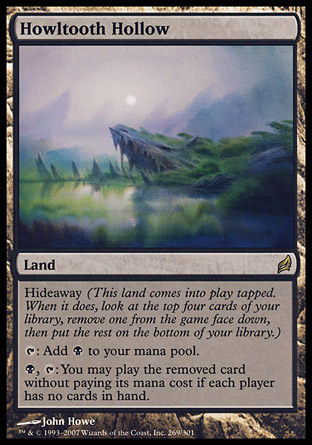 Howltooth Hollow
Land
Hideaway (This land comes into play tapped.
When it does, look at the top four cards of your
library, remove one from the game face down,
then put the rest on the bottom of your library.)
: Add to your mana pool.
, : You may play the removed card
without paying its mana cost if each player
has no cards in hand.
John Howe
™ & © 1993–2007 Wizards of the Coast, Inc. 269/301